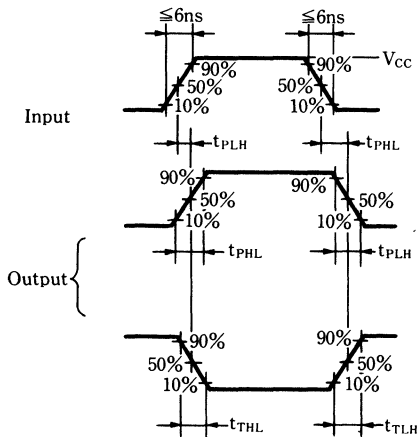 ≦6ns ≦6ns
90% 90% VCC
50% 50%
Input 10% 10%
tPLH tPHL
90% 90%
50% 50%
10% 10%
tPHL tPLH
Output
90% 90%
50% 50%
10% 10%
tTHL tTLH